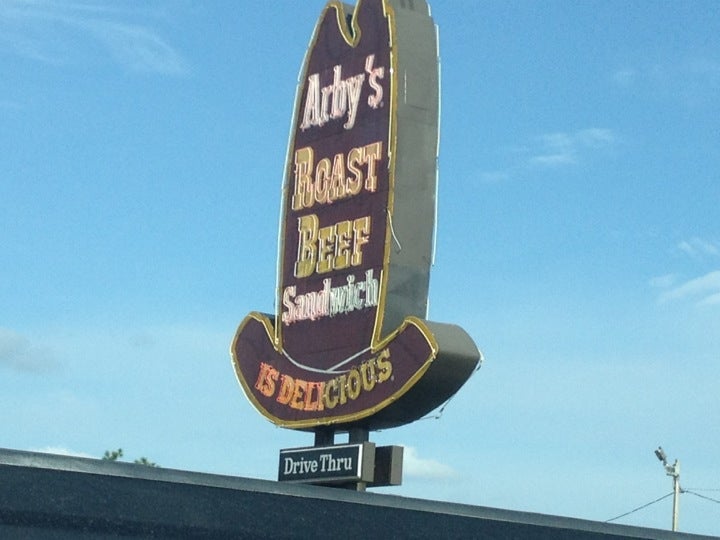 Arby's
ROAST
BEEF
Sandwich
IS DELICIOUS
Drive Thru